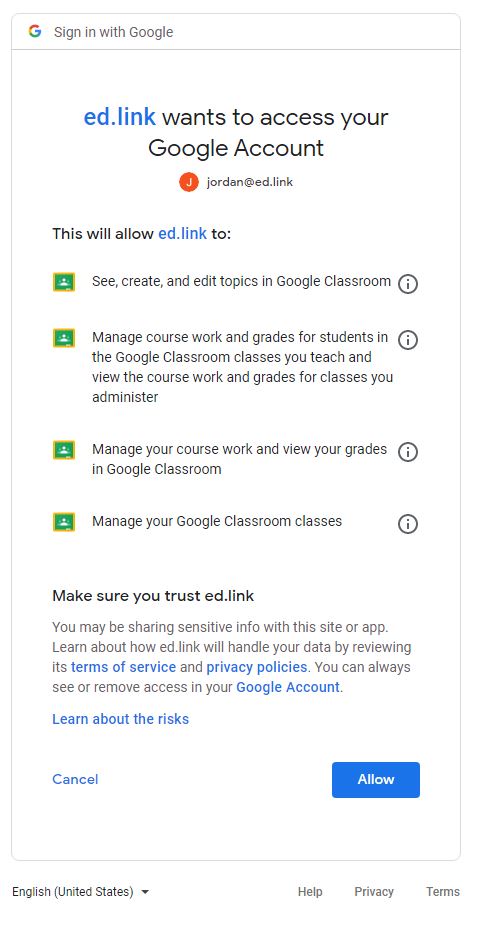 Sign in with Google
ed.link wants to access your
Google Account
J jordan@ed.link
This will allow ed.link to:
See, create, and edit topics in Google Classroom
Manage course work and grades for students in
the Google Classroom classes you teach and
view the course work and grades for classes you
administer
Manage your course work and view your grades
in Google Classroom
Manage your Google Classroom classes
Make sure you trust ed.link
You may be sharing sensitive info with this site or app.
Learn about how ed.link will handle your data by reviewing
its terms of service and privacy policies. You can always
see or remove access in your Google Account.
Learn about the risks
Cancel
Allow
English (United States)
Help
Privacy
Terms